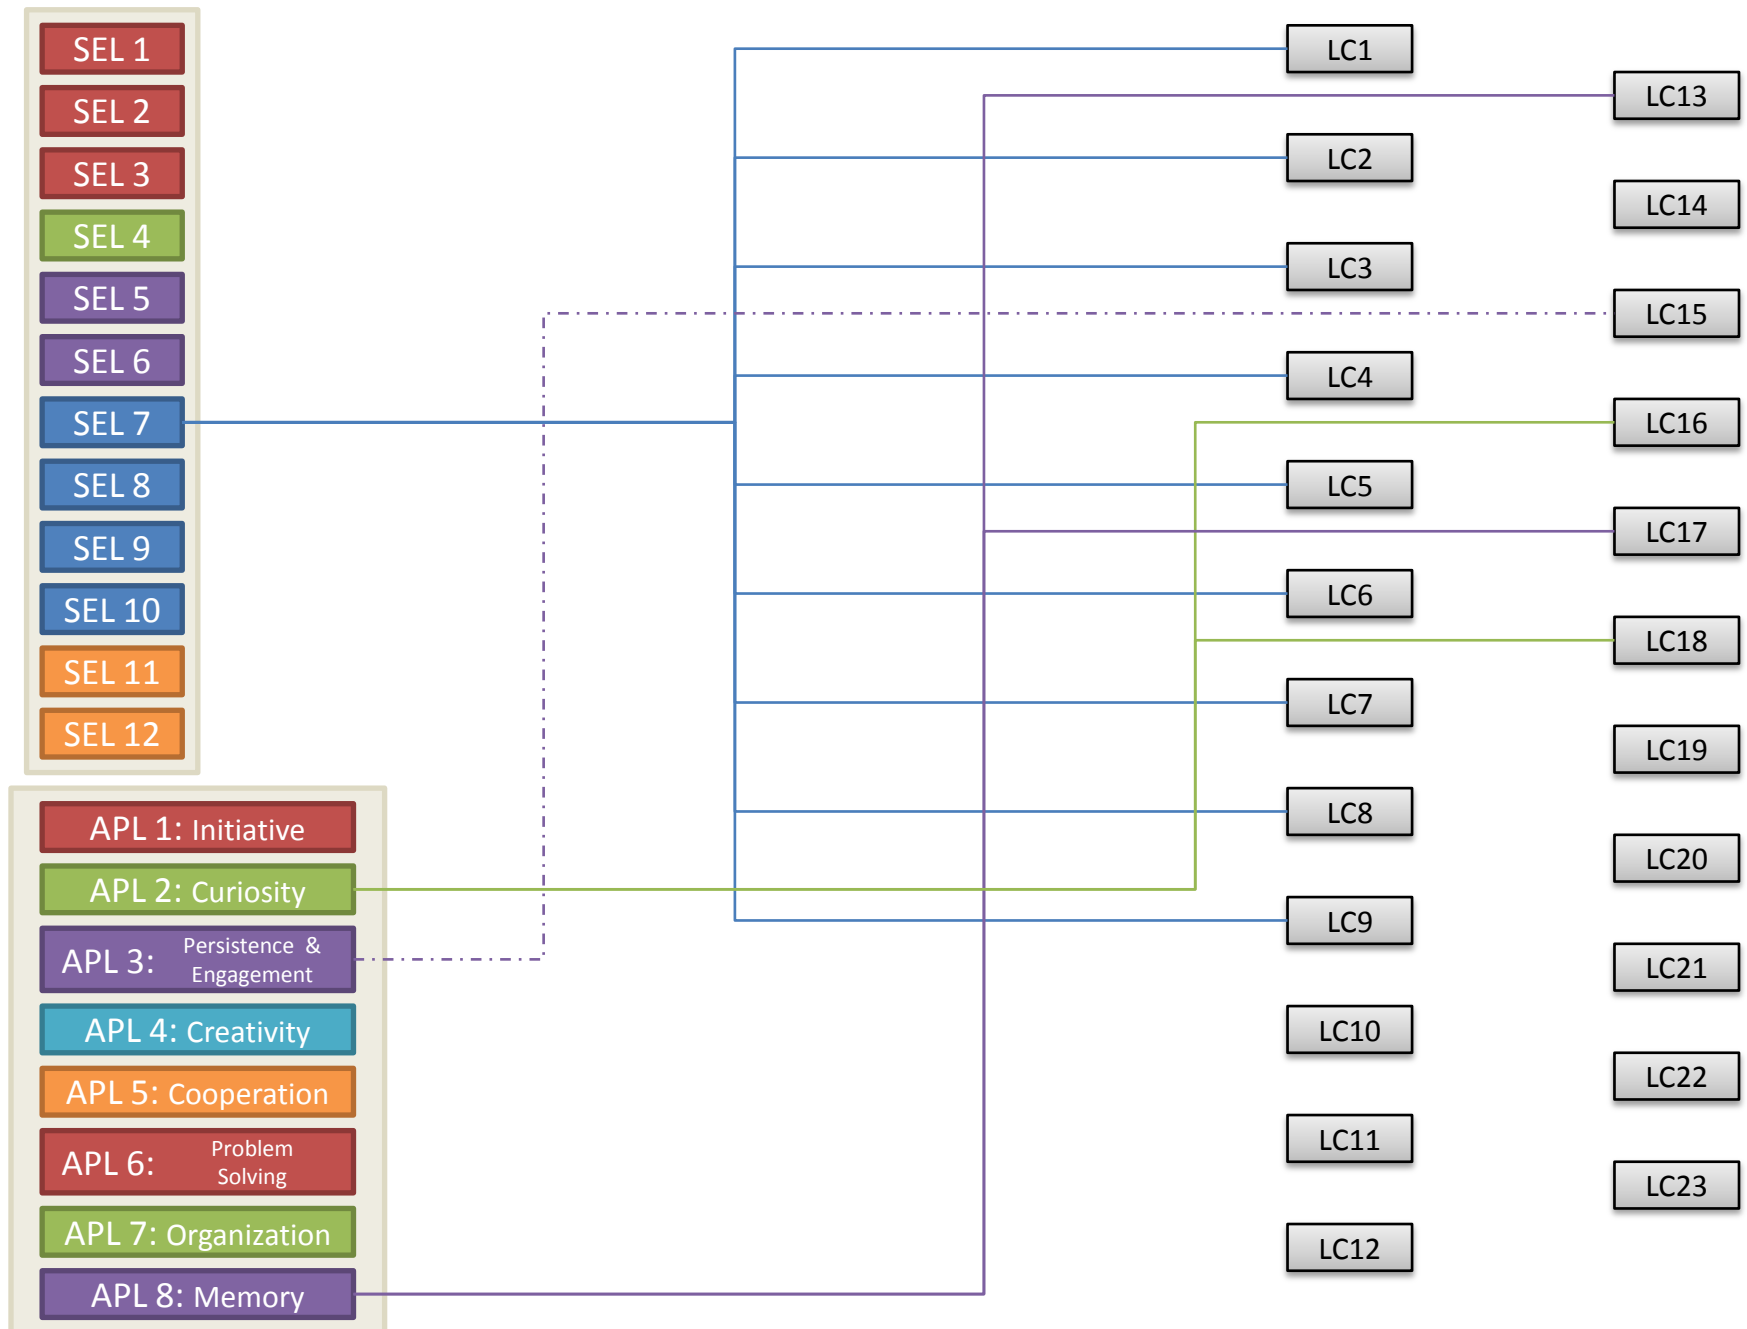 SEL 1
SEL 2
SEL 3
SEL 4
SEL 5
SEL 6
SEL 7
SEL 8
SEL 9
SEL 10
SEL 11
SEL 12
APL 1: Initiative
APL 2: Curiosity
APL 3: Persistence &
Engagement
APL 4: Creativity
APL 5: Cooperation
APL 6: Problem
Solving
APL 7: Organization
APL 8: Memory
LC1
LC2
LC3
LC4
LC5
LC6
LC7
LC8
LC9
LC10
LC11
LC12
LC13
LC14
LC15
LC16
LC17
LC18
LC19
LC20
LC21
LC22
LC23